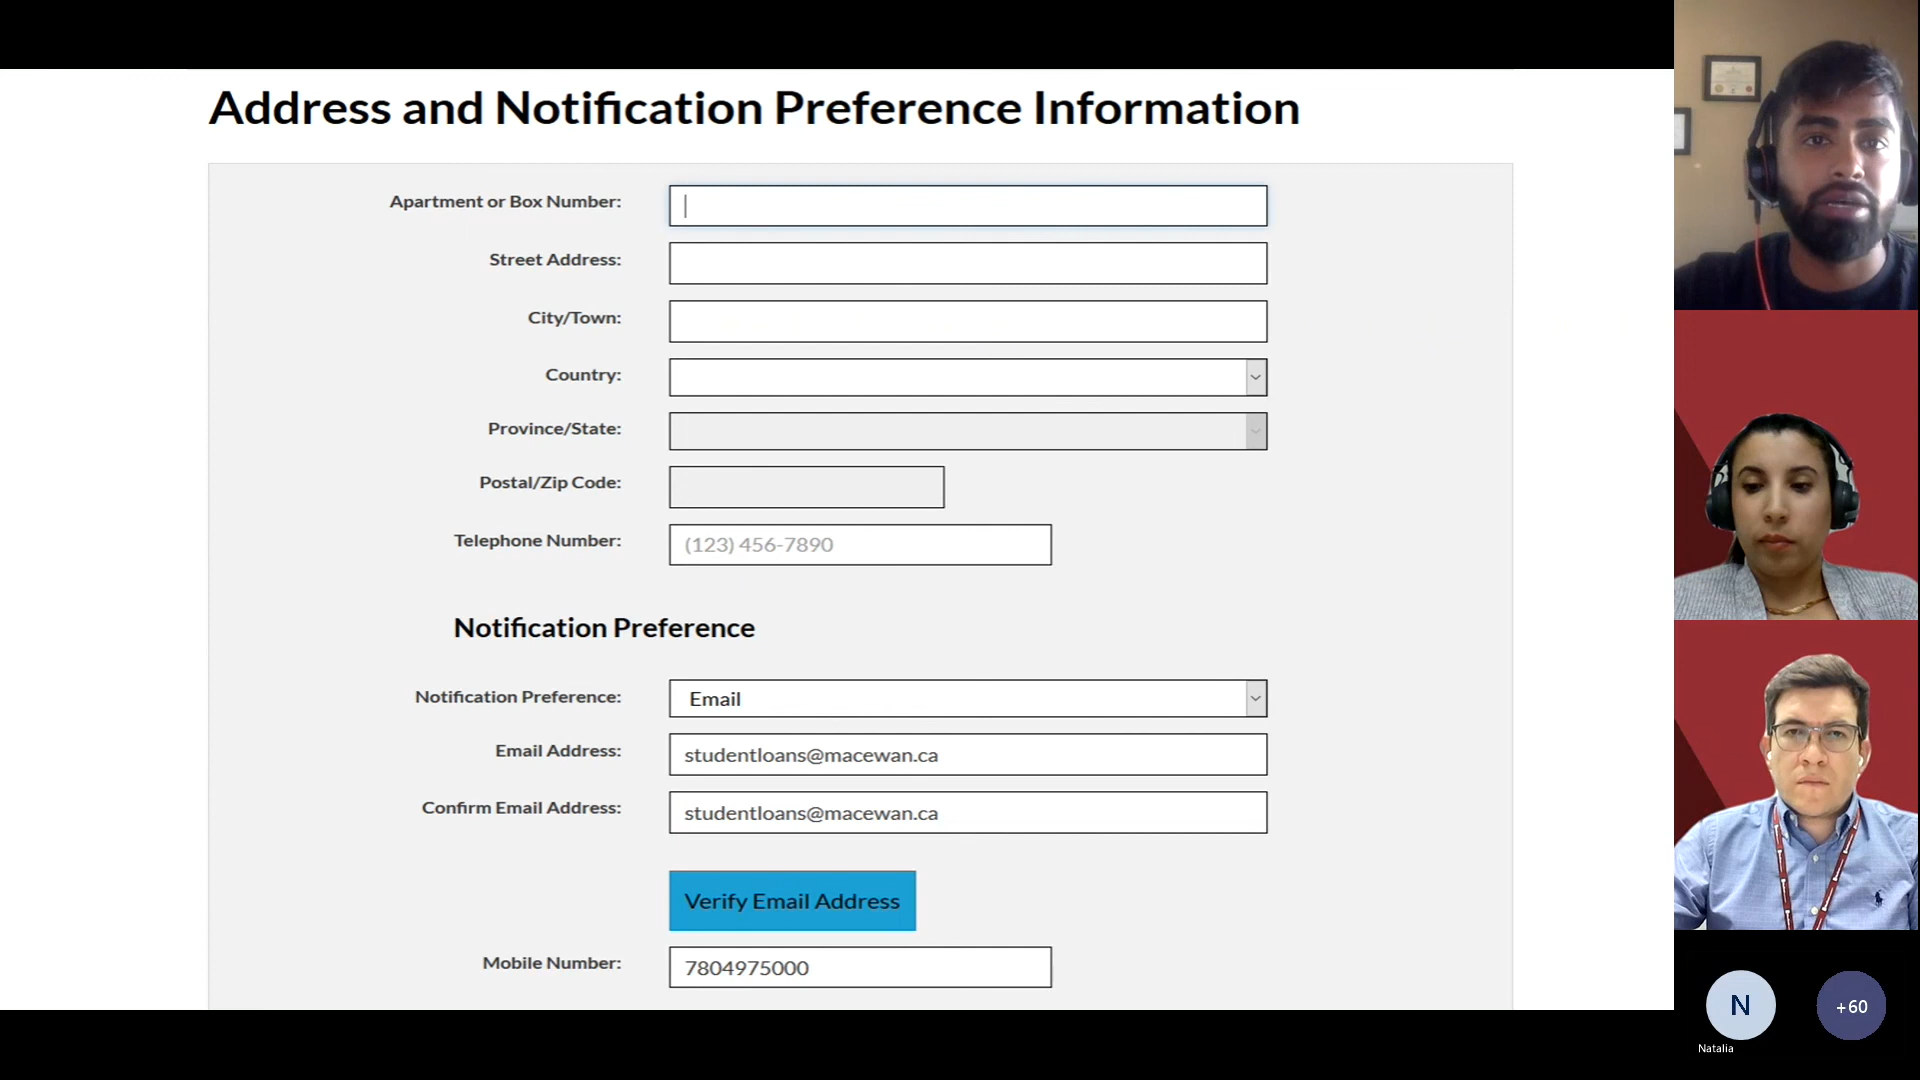 Address and Notification Preference Information
Apartment or Box Number:
Street Address:
City/Town:
Country:
Province/State:
Postal/Zip Code:
Telephone Number: (123) 456-7890
Notification Preference
Notification Preference: Email
Email Address: studentloans@macewan.ca
Confirm Email Address: studentloans@macewan.ca
Verify Email Address
Mobile Number: 7804975000
N
+60
Natalia